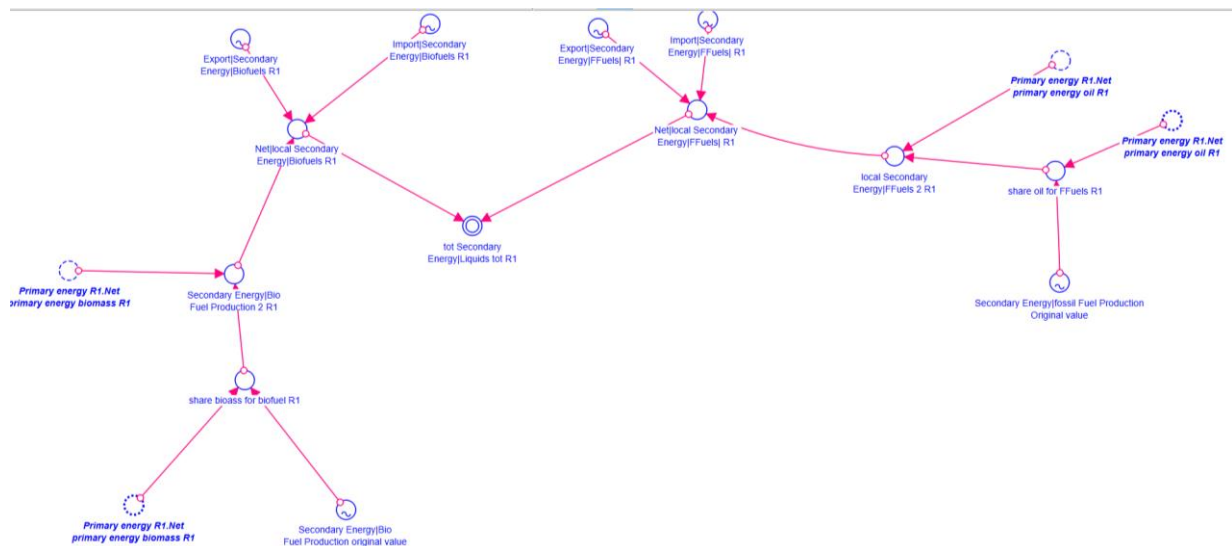 Export|Secondary
Energy|Biofuels R1
Import|Secondary
Energy|Biofuels R1
Export|Secondary
Energy|FFuels| R1
Import|Secondary
Energy|FFuels| R1
Primary energy R1.Net
primary energy oil R1
Net|local Secondary
Energy|Biofuels R1
Net|local Secondary
Energy|FFuels| R1
Primary energy R1.Net
primary energy oil R1
local Secondary
Energy|FFuels 2 R1
share oil for FFuels R1
tot Secondary
Energy|Liquids tot R1
Primary energy R1.Net
primary energy biomass R1
Secondary Energy|Bio
Fuel Production 2 R1
Secondary Energy|fossil Fuel Production
Original value
share bioass for biofuel R1
Primary energy R1.Net
primary energy biomass R1
Secondary Energy|Bio
Fuel Production original value